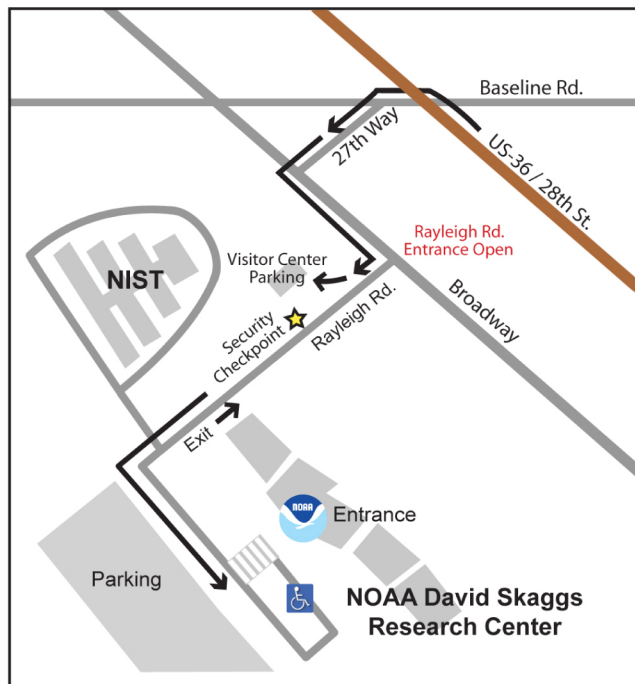 Baseline Rd.
27th Way
US-36 / 28th St.
Rayleigh Rd.
Entrance Open
Visitor Center
Parking
NIST
Broadway
Security
Checkpoint
Rayleigh Rd.
Exit
NOAA
Entrance
Parking
NOAA David Skaggs
Research Center